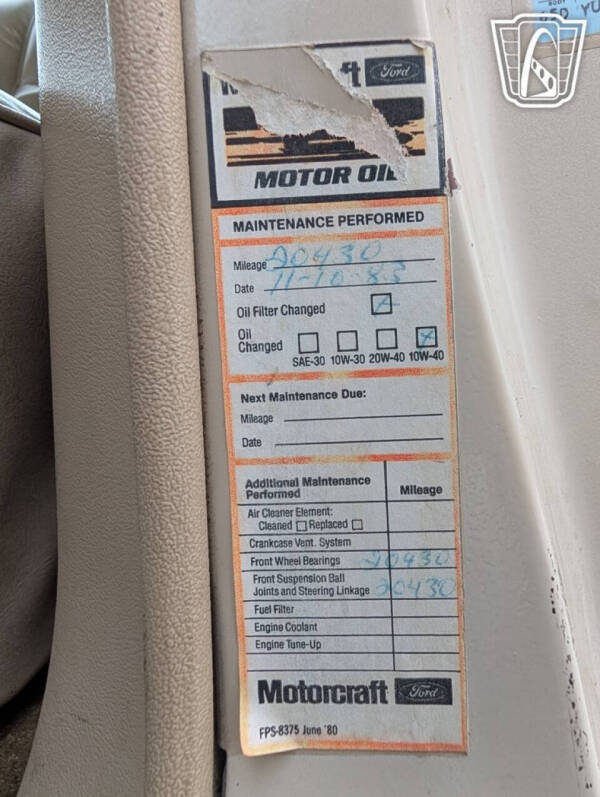 ft Ford
MOTOR OIL
MAINTENANCE PERFORMED
Mileage 20430
Date 11-10-83
Oil Filter Changed
Oil
Changed
SAE-30 10W-30 20W-40 10W-40
Next Maintenance Due:
Mileage
Date
Additional Maintenance
Performed Mileage
Air Cleaner Element:
Cleaned Replaced
Crankcase Vent. System
Front Wheel Bearings 20430
Front Suspension Ball
Joints and Steering Linkage 20430
Fuel Filter
Engine Coolant
Engine Tune-Up
Motorcraft Ford
FPS-8375 June '80